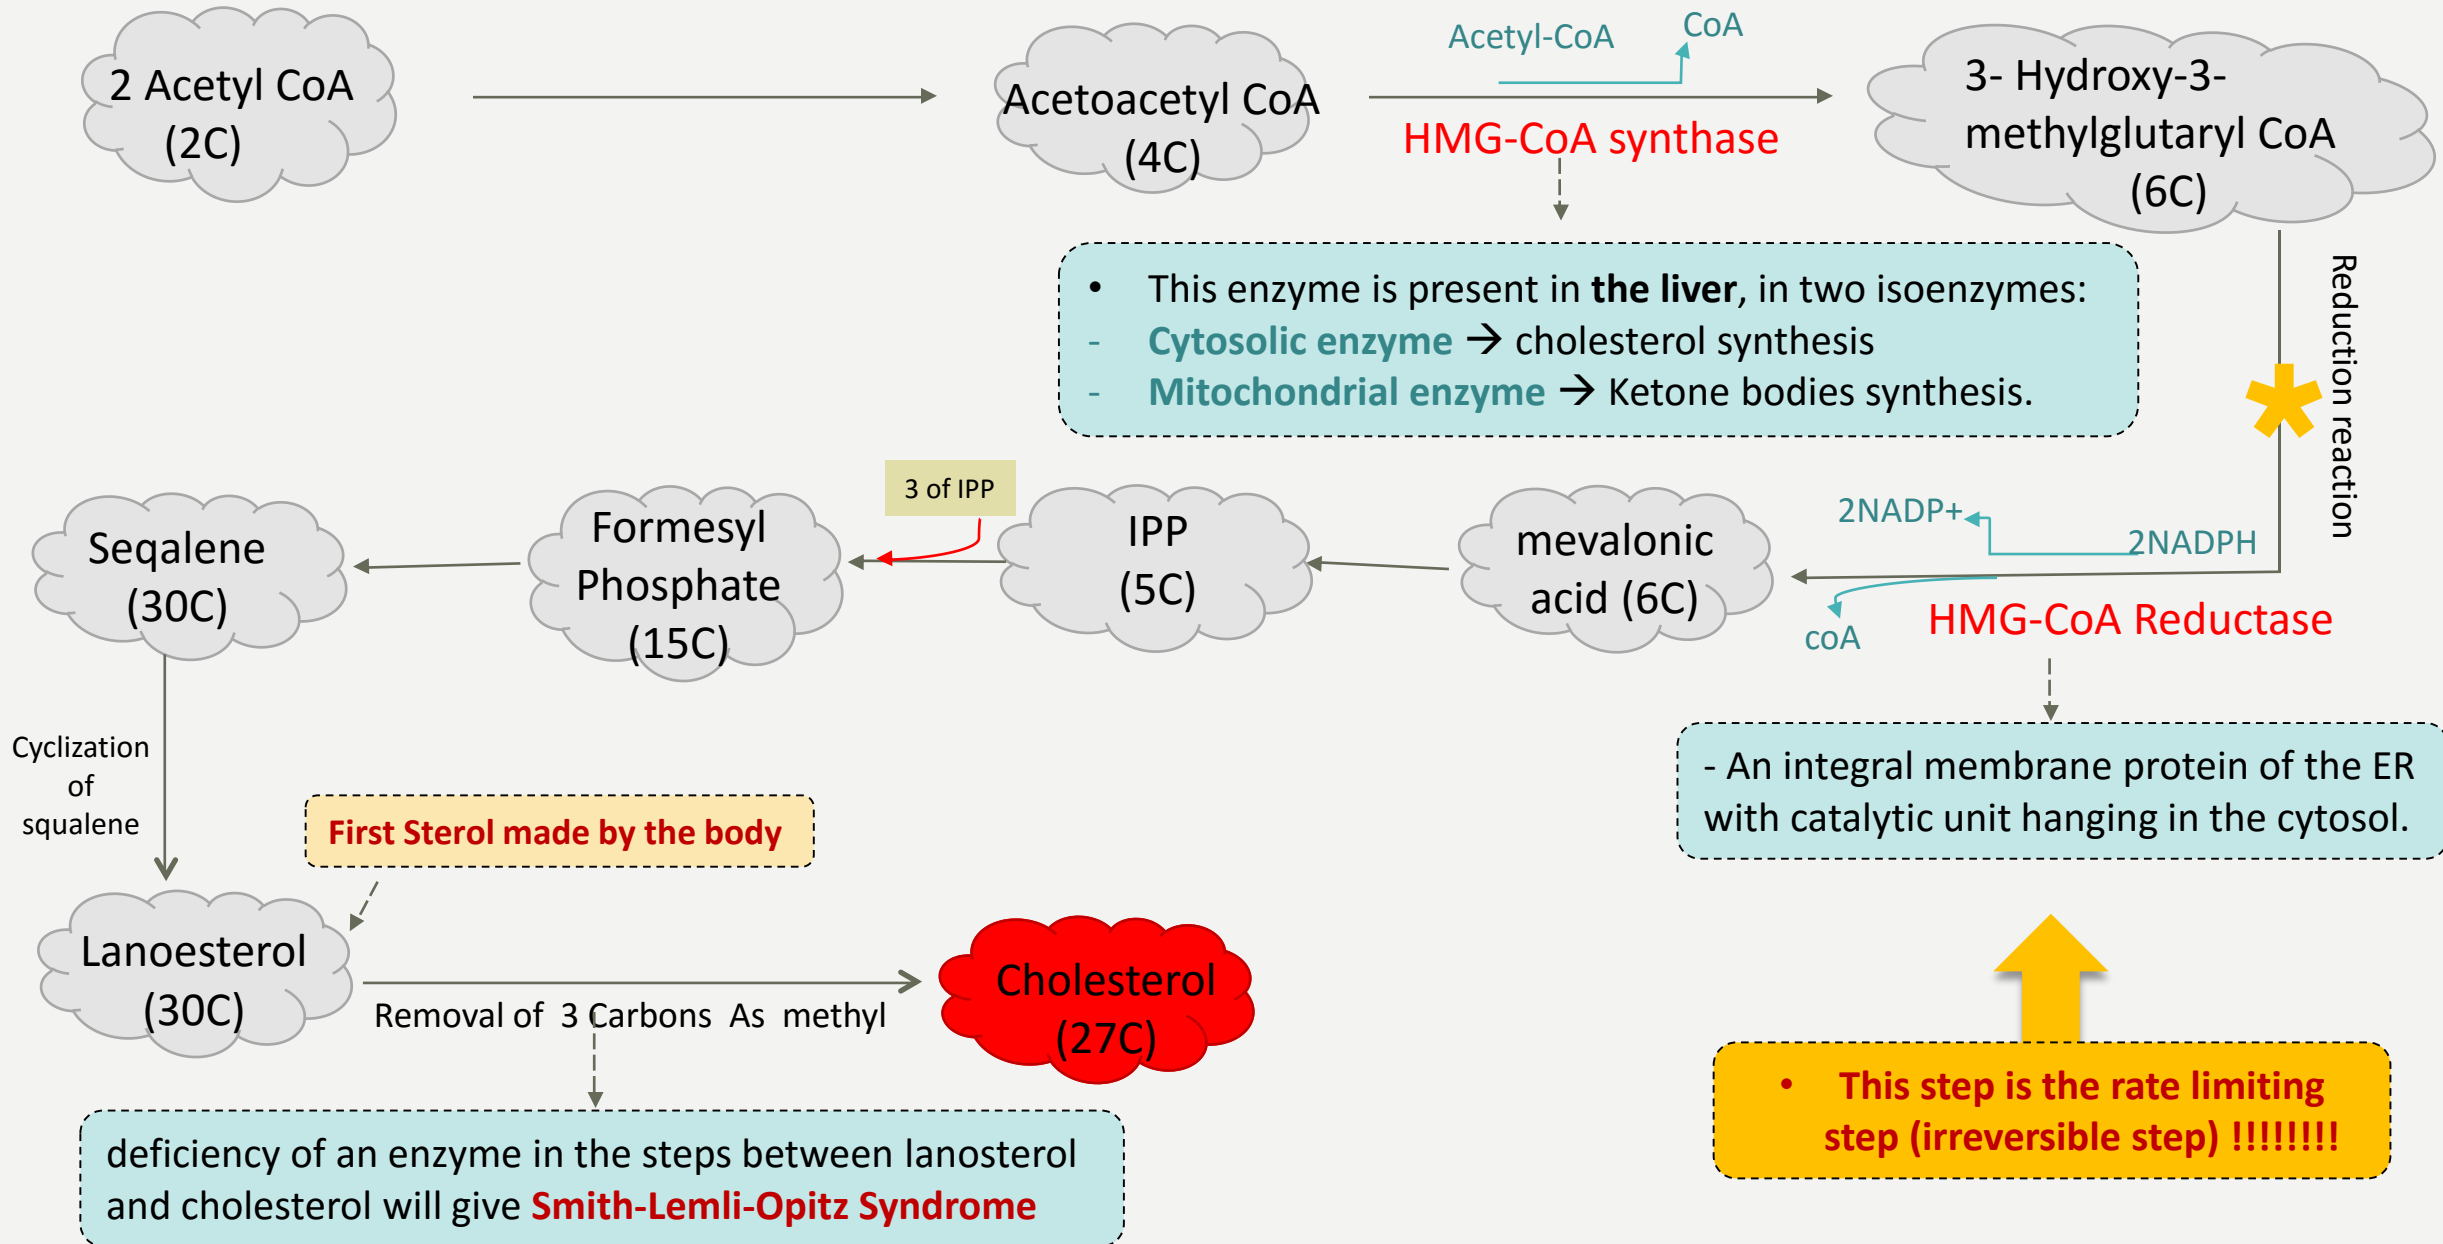 2 Acetyl CoA
(2C)
Acetoacetyl CoA
(4C)
Acetyl-CoA
CoA
HMG-CoA synthase
3- Hydroxy-3-
methylglutaryl CoA
(6C)
• This enzyme is present in the liver, in two isoenzymes:
- Cytosolic enzyme → cholesterol synthesis
- Mitochondrial enzyme → Ketone bodies synthesis.
Reduction reaction
*
2NADP+
2NADPH
coA
HMG-CoA Reductase
mevalonic
acid (6C)
IPP
(5C)
3 of IPP
Formesyl
Phosphate
(15C)
Seqalene
(30C)
- An integral membrane protein of the ER
with catalytic unit hanging in the cytosol.
• This step is the rate limiting
step (irreversible step) !!!!!!!!
Cyclization
of
squalene
First Sterol made by the body
Lanoesterol
(30C)
Removal of 3 Carbons As methyl
Cholesterol
(27C)
deficiency of an enzyme in the steps between lanosterol
and cholesterol will give Smith-Lemli-Opitz Syndrome